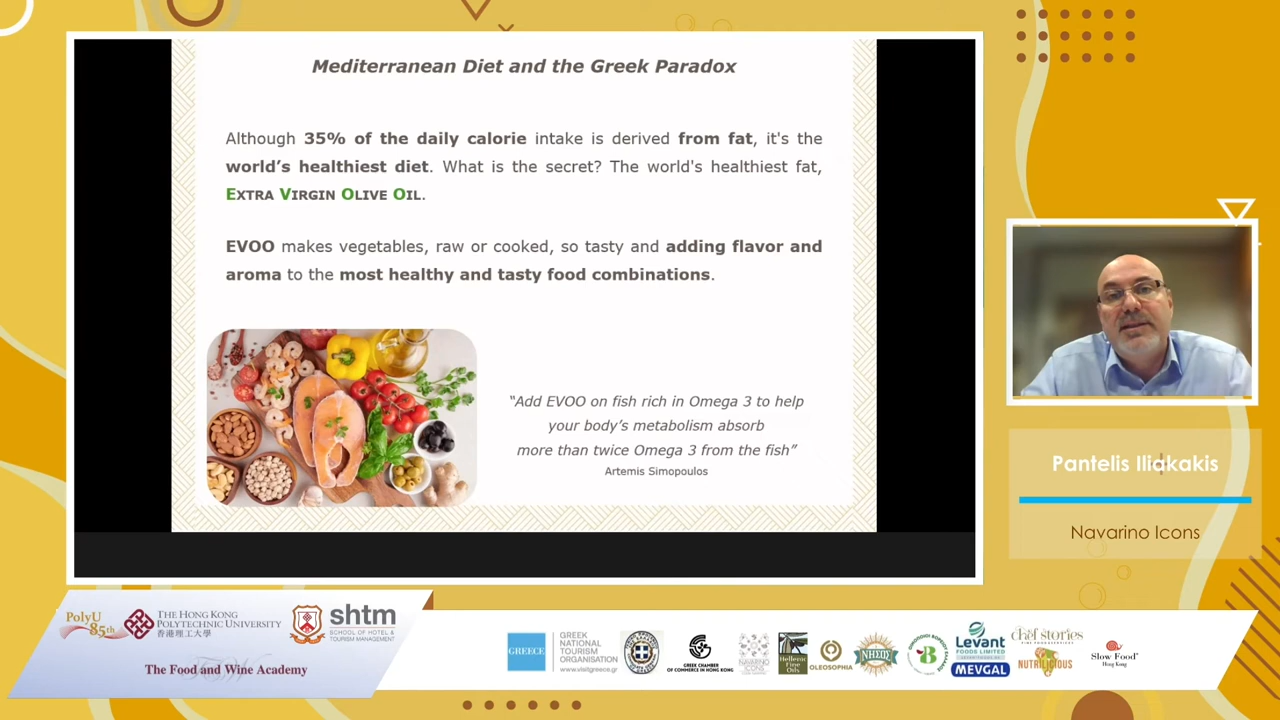 Mediterranean Diet and the Greek Paradox
Although 35% of the daily calorie intake is derived from fat, it's the
world's healthiest diet. What is the secret? The world's healthiest fat,
EXTRA VIRGIN OLIVE OIL.
EVOO makes vegetables, raw or cooked, so tasty and adding flavor and
aroma to the most healthy and tasty food combinations.
“Add EVOO on fish rich in Omega 3 to help
your body’s metabolism absorb
more than twice Omega 3 from the fish”
Artemis Simopoulos
Pantelis Iliakakis
Navarino Icons
PolyU
85th
THE HONG KONG
POLYTECHNIC UNIVERSITY
香港理工大學
shtm
SCHOOL OF HOTEL &
TOURISM MANAGEMENT
The Food and Wine Academy
GREECE
GREEK
NATIONAL
TOURISM
ORGANISATION
www.visitgreece.gr
GREEK CHAMBER
OF COMMERCE IN HONG KONG
NAVARINO
ICONS
Hellenic
Fine
Oils
OLEOSOPHIA
ΝΗΣΟΣ
Levant
FOODS LIMITED
MEVGAL
chef stories
NUTRILICIOUS
SLOW FOOD®
Hong Kong